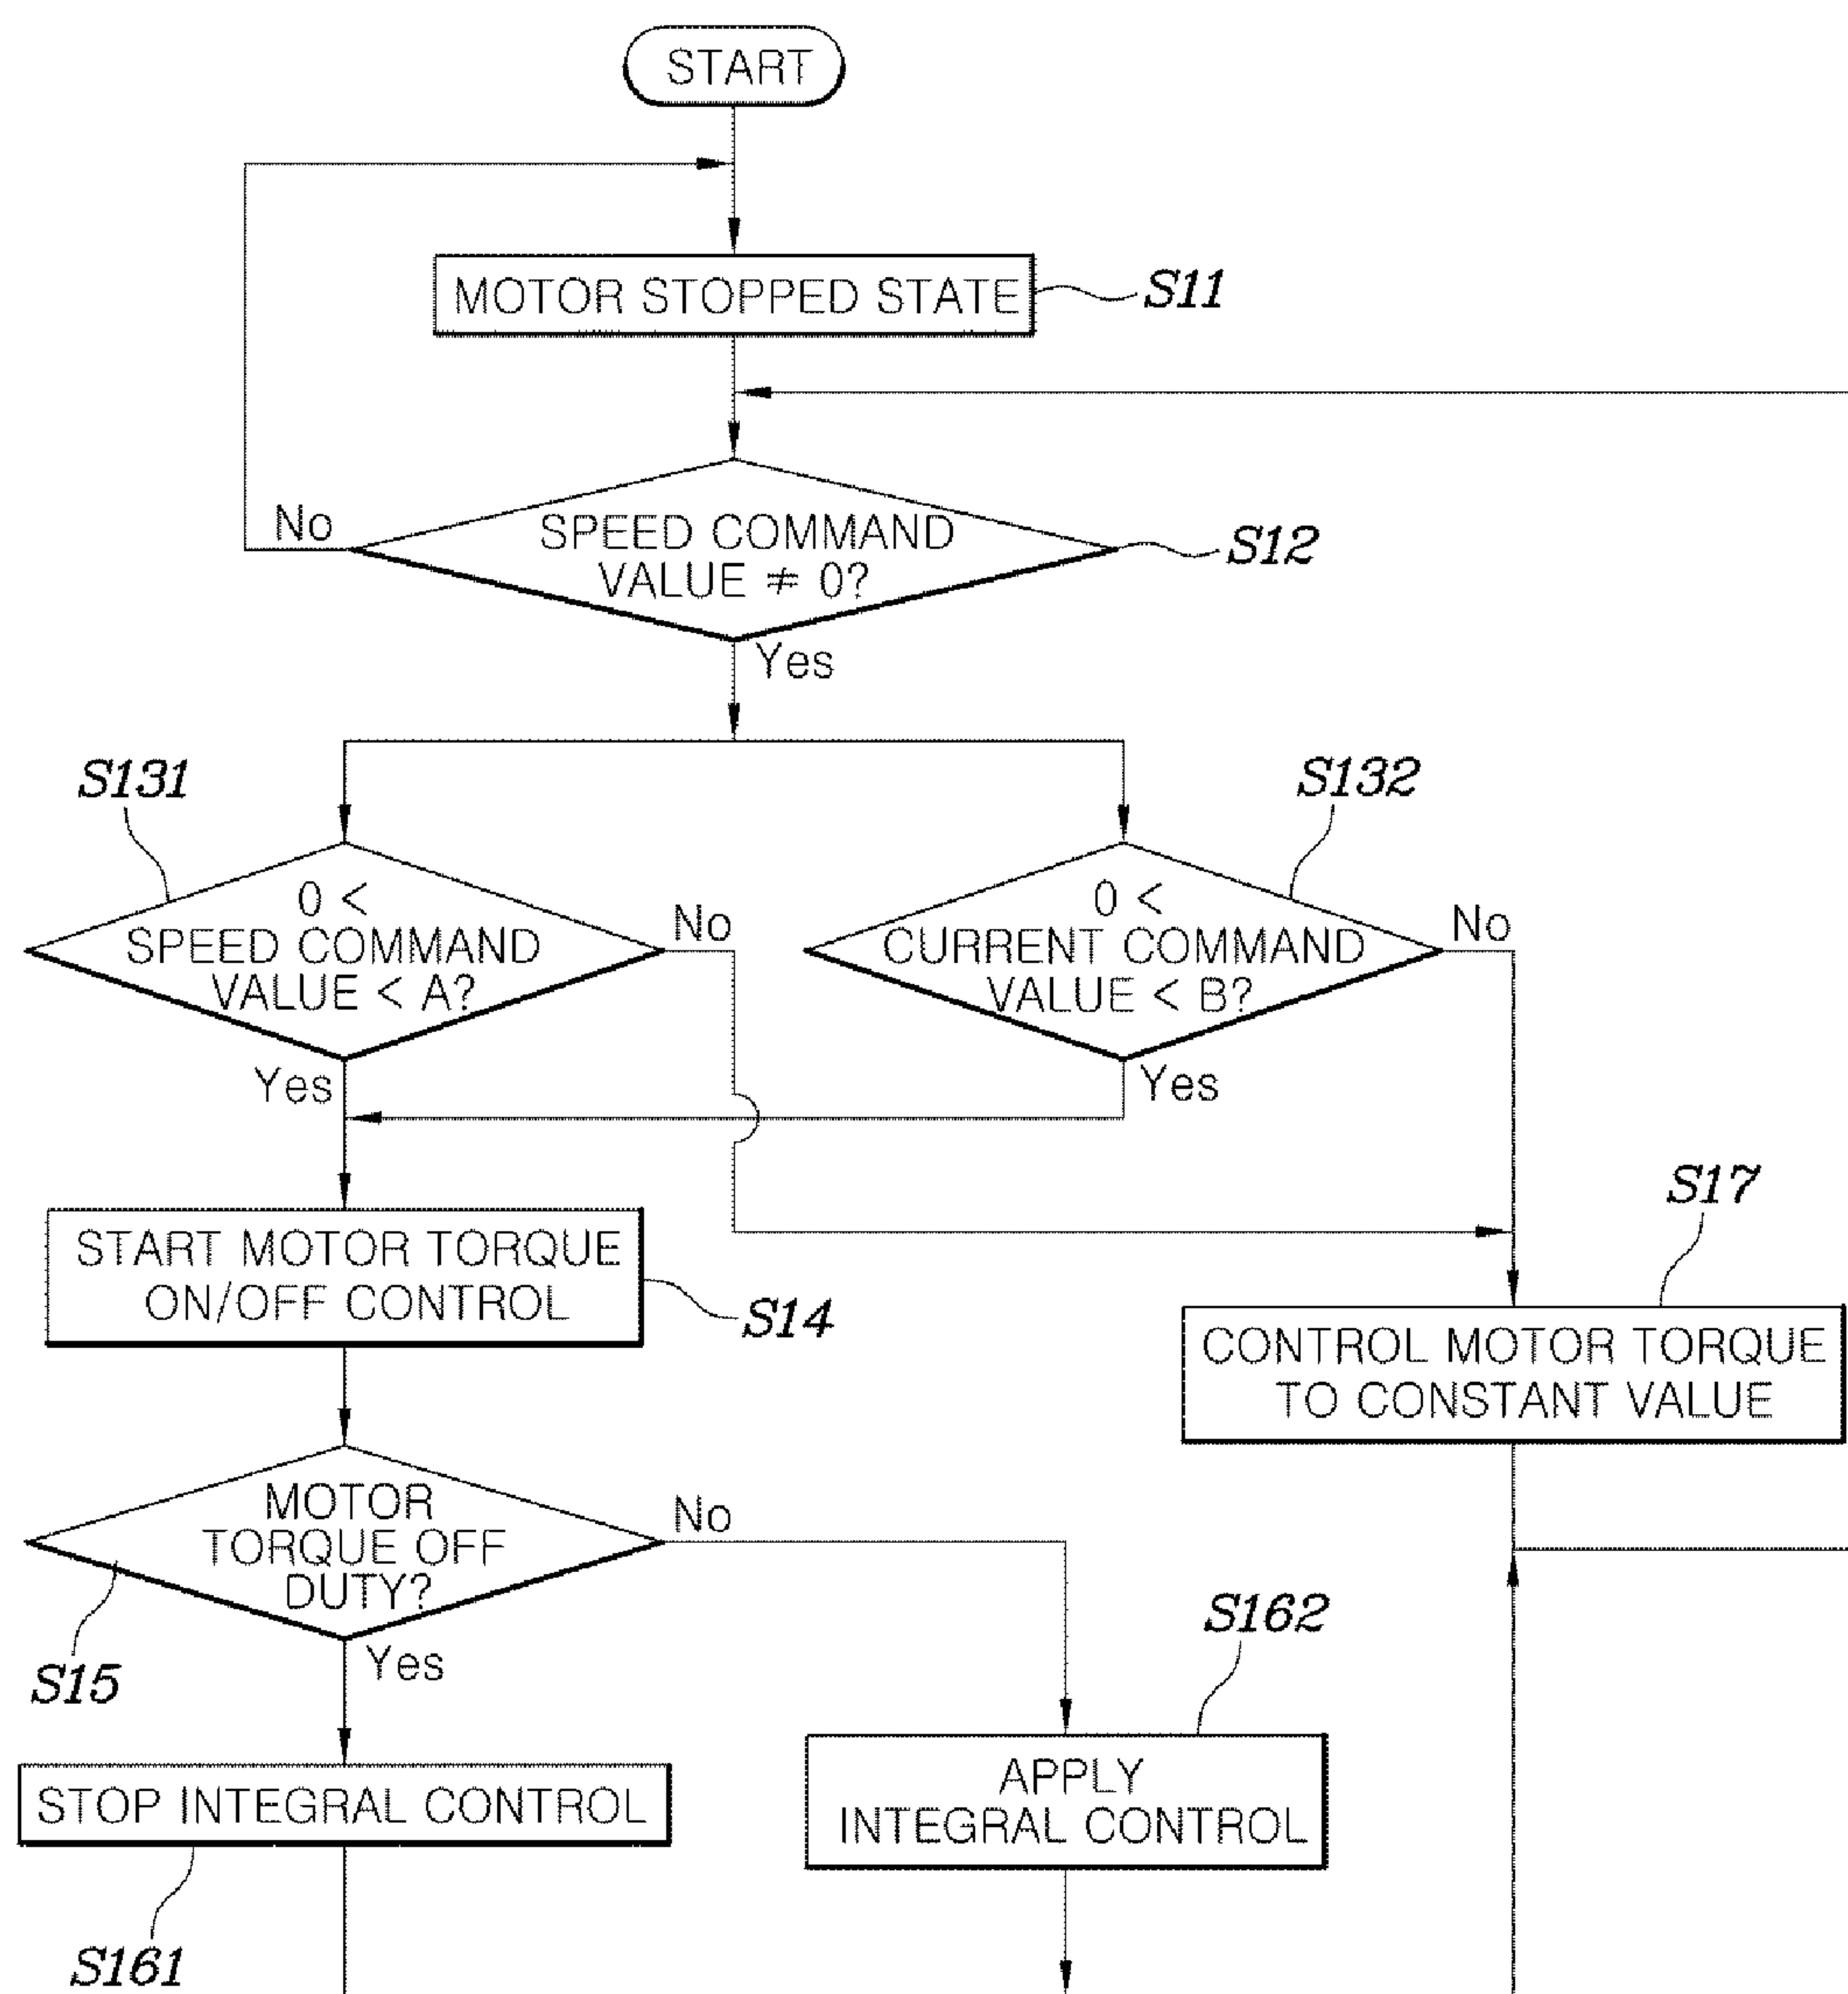 START
MOTOR STOPPED STATE
S11
No
SPEED COMMAND
VALUE ≠ 0?
S12
Yes
S131
S132
0 <
SPEED COMMAND
VALUE < A?
No
0 <
CURRENT COMMAND
VALUE < B?
No
Yes
Yes
START MOTOR TORQUE
ON/OFF CONTROL
S14
S17
CONTROL MOTOR TORQUE
TO CONSTANT VALUE
MOTOR
TORQUE OFF
DUTY?
No
S15
Yes
S162
STOP INTEGRAL CONTROL
APPLY
INTEGRAL CONTROL
S161